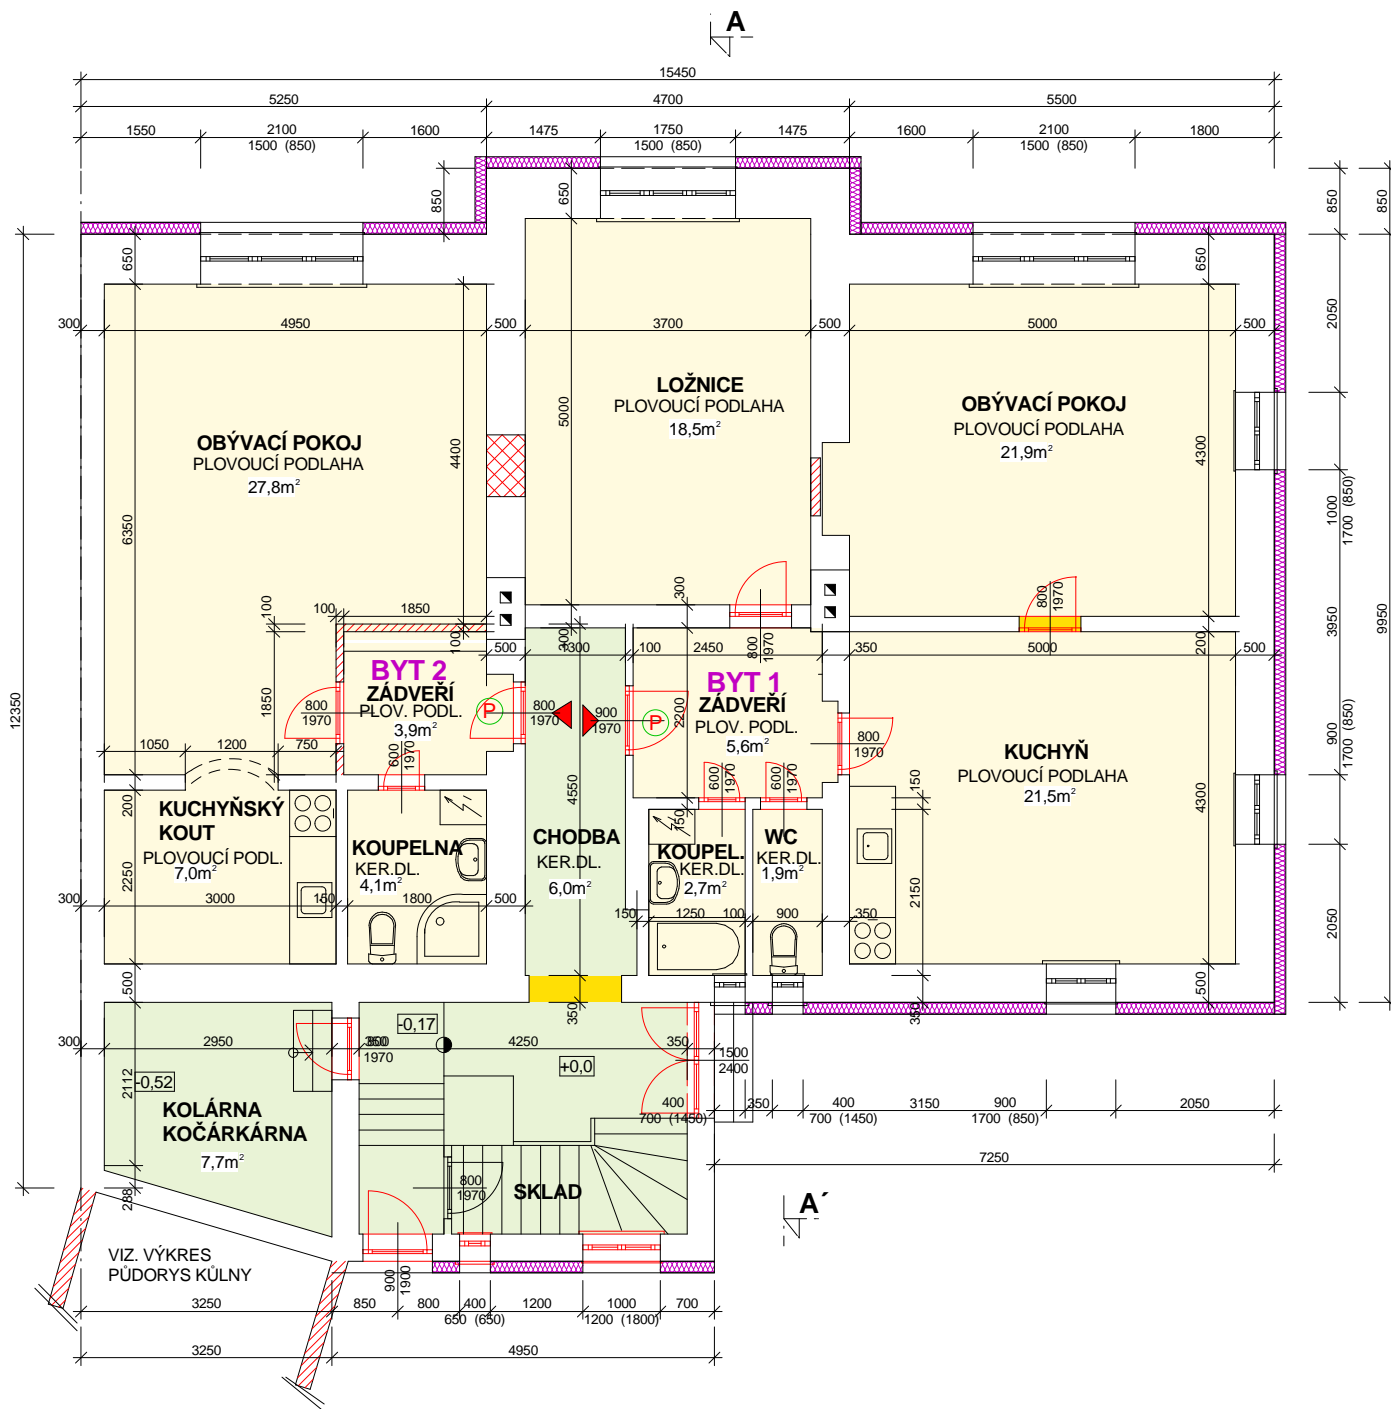 A
15450
5250 4700 5500
1550 2100 1600 1475 1750 1475 1600 2100 1800
1500 (850) 1500 (850) 1500 (850)
850 650 850 850
650 650
2050
300 4950 500 3700 500 5000 500
LOŽNICE
PLOVOUCÍ PODLAHA
18,5m²
5000
OBÝVACÍ POKOJ
PLOVOUCÍ PODLAHA
21,9m²
4300
OBÝVACÍ POKOJ
PLOVOUCÍ PODLAHA
27,8m²
4400
6350
1000
1700 (850)
12350
9950
3950
300
800
1970
800
1970
100 100 1850
100
500 300 1300 100 2450 350 5000 200 500
BYT 2
ZÁDVEŘÍ
PLOV. PODL.
3,9m²
1850
800
1970
P
800
1970
900
1970
P
BYT 1
ZÁDVEŘÍ
PLOV. PODL.
5,6m²
2200
800
1970
KUCHYŇ
PLOVOUCÍ PODLAHA
21,5m²
4300
900
1700 (850)
1050 1200 750
600
1970
600
1970
600
1970
150
150
200
KUCHYŇSKÝ
KOUT
PLOVOUCÍ PODL.
7,0m²
2250
KOUPELNA
KER.DL.
4,1m²
4550
CHODBA
KER.DL.
6,0m²
KOUPEL.
KER.DL.
2,7m²
WC
KER.DL.
1,9m²
2150
300 3000 150 1800 500 150 1250 100 900 350
2050
500 350 350 500
-0,17
300 2950 350 1970 4250 350
+0,0
1500
2400
-0,52
2112
KOLÁRNA
KOČÁRKÁRNA
7,7m²
288
400 350 400 3150 900 2050
700 (1450) 700 (1450) 1700 (850)
7250
800
1970
SKLAD
A´
VIZ. VÝKRES
PŮDORYS KŮLNY
900
1900
3250 850 800 400 1200 1000 700
650 (650) 1200 (1800)
3250 4950